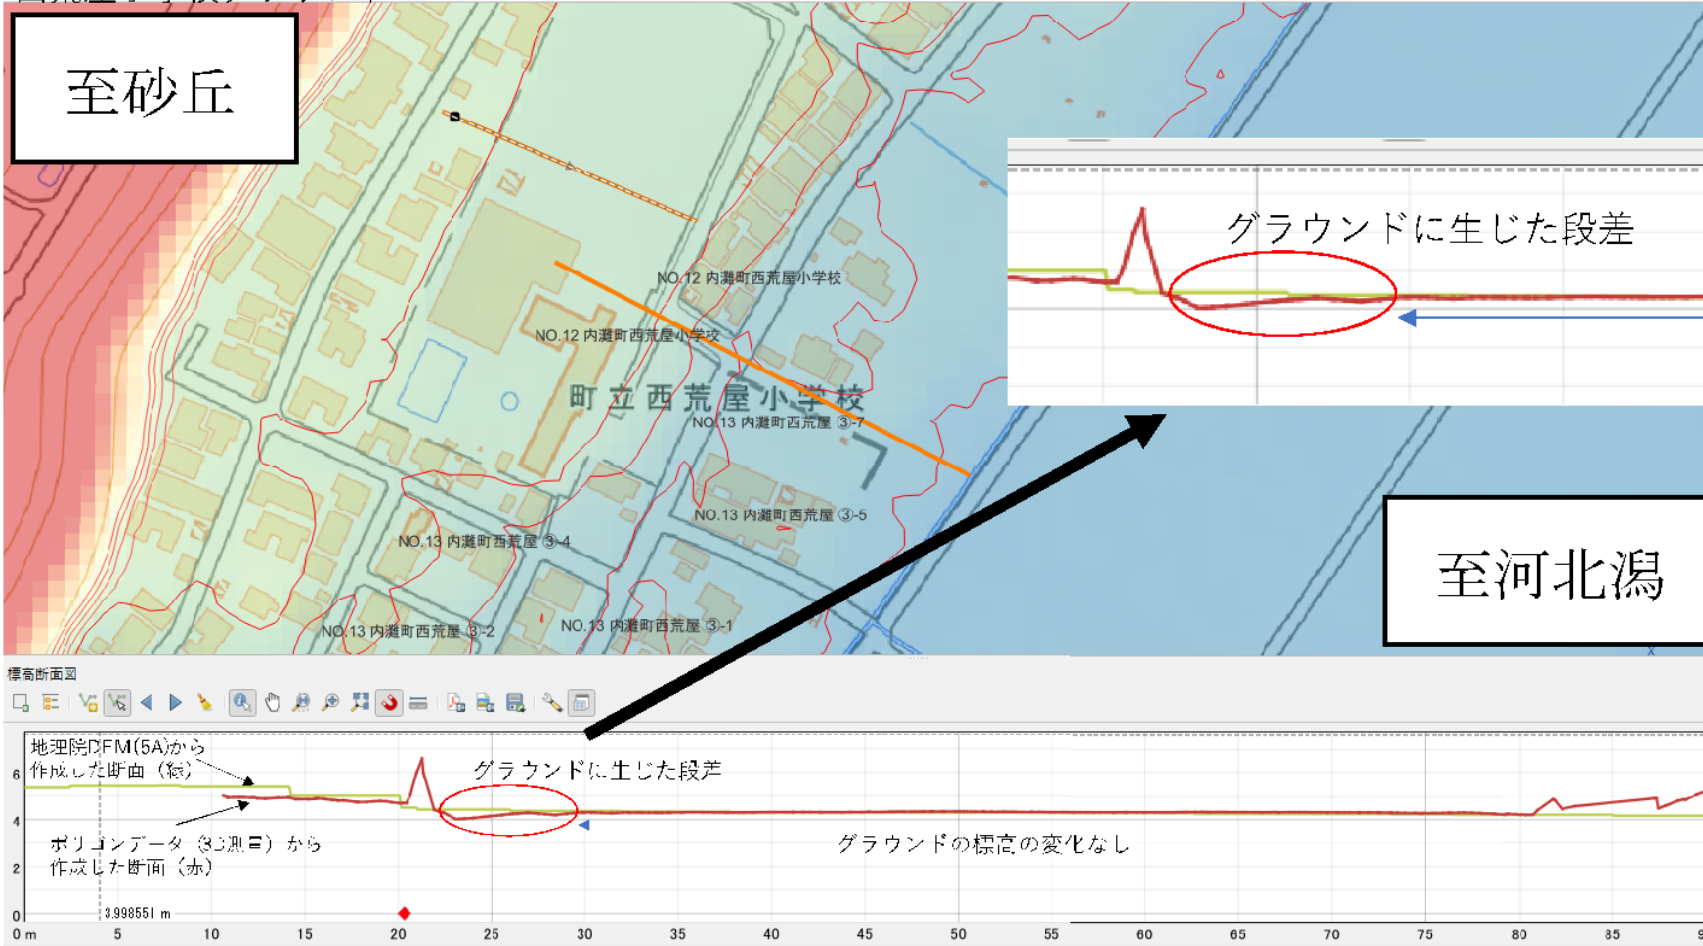 至砂丘
グラウンドに生じた段差
NO.12 内灘町西荒屋小学校
NO.12 内灘町西荒屋小学校
町立西荒屋小学校
NO.13 内灘町西荒屋 ③-7
NO.13 内灘町西荒屋 ③-5
NO.13 内灘町西荒屋 ③-4
NO.13 内灘町西荒屋 ③-2
NO.13 内灘町西荒屋 ③-1
至河北潟
標高断面図
地理院DEM(5A)から
作成した断面（緑）
グラウンドに生じた段差
ポリゴンデータ（3D測量）から
作成した断面（赤）
グラウンドの標高の変化なし
6
4
2
0
3.998551 m
0 m 5 10 15 20 25 30 35 40 45 50 55 60 65 70 75 80 85